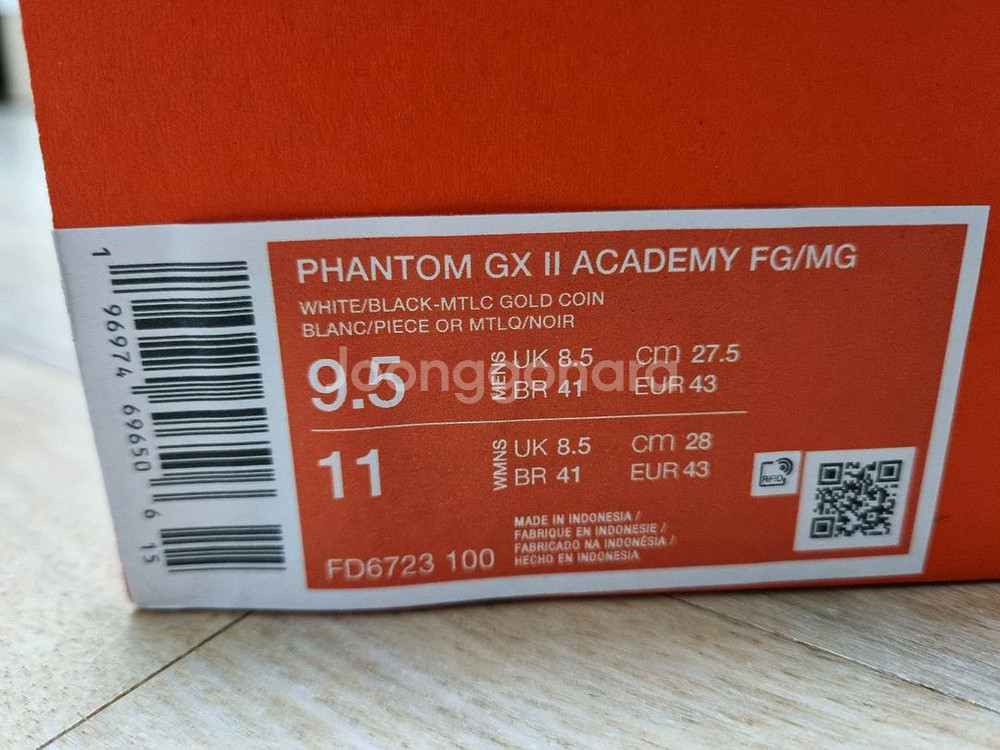 PHANTOM GX II ACADEMY FG/MG
WHITE/BLACK-MTLC GOLD COIN
BLANC/PIECE OR MTLQ/NOIR
9.5 MENS UK 8.5 cm 27.5
BR 41 EUR 43
doonggobara
11 WMNS UK 8.5 cm 28
BR 41 EUR 43
RFID
MADE IN INDONESIA /
FABRIQUE EN INDONESIE /
FABRICADO NA INDONÉSIA /
HECHO EN INDONESIA
FD6723 100
1 96974 69650 6 15